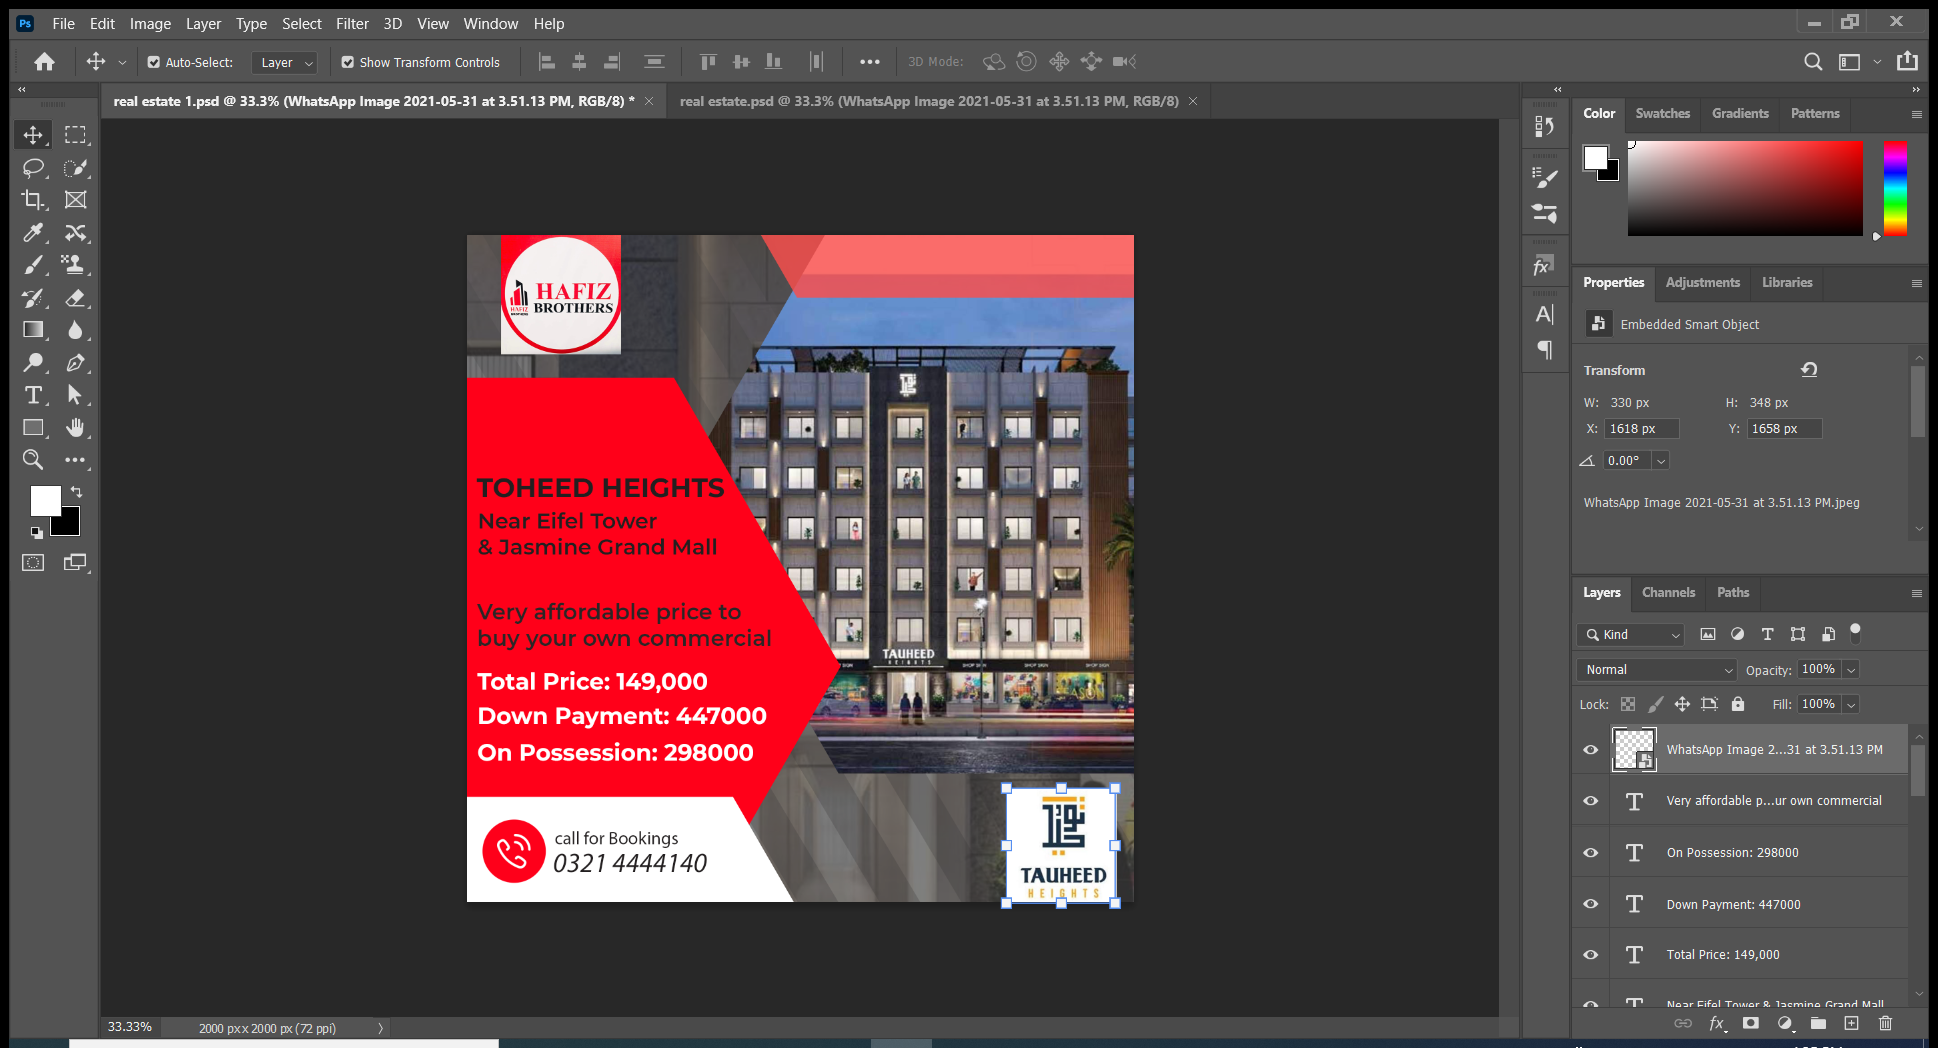 Ps File Edit Image Layer Type Select Filter 3D View Window Help
Auto-Select: Layer Show Transform Controls 3D Mode:
real estate 1.psd @ 33.3% (WhatsApp Image 2021-05-31 at 3.51.13 PM, RGB/8) *
real estate.psd @ 33.3% (WhatsApp Image 2021-05-31 at 3.51.13 PM, RGB/8)
HAFIZ
BROTHERS
TOHEED HEIGHTS
Near Eifel Tower
& Jasmine Grand Mall
Very affordable price to
buy your own commercial
Total Price: 149,000
Down Payment: 447000
On Possession: 298000
call for Bookings
0321 4444140
TAUHEED
HEIGHTS
SHOP SIGN SHOP SIGN SHOP SIGN
TAUHEED
HEIGHTS
33.33% 2000 px x 2000 px (72 ppi)
Color Swatches Gradients Patterns
Properties Adjustments Libraries
Embedded Smart Object
Transform
W: 330 px H: 348 px
X: 1618 px Y: 1658 px
0.00°
WhatsApp Image 2021-05-31 at 3.51.13 PM.jpeg
Layers Channels Paths
Kind
Normal Opacity: 100%
Lock: Fill: 100%
WhatsApp Image 2...31 at 3.51.13 PM
Very affordable p...ur own commercial
On Possession: 298000
Down Payment: 447000
Total Price: 149,000
Near Eifel Tower & Jasmine Grand Mall